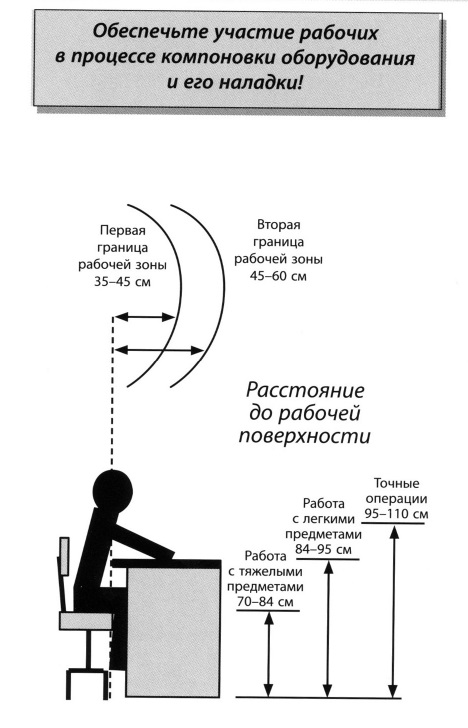 Обеспечьте участие рабочих
в процессе компоновки оборудования
и его наладки!
Первая
граница
рабочей зоны
35–45 см
Вторая
граница
рабочей зоны
45–60 см
Расстояние
до рабочей
поверхности
Точные
операции
95–110 см
Работа
с легкими
предметами
84–95 см
Работа
с тяжелыми
предметами
70–84 см